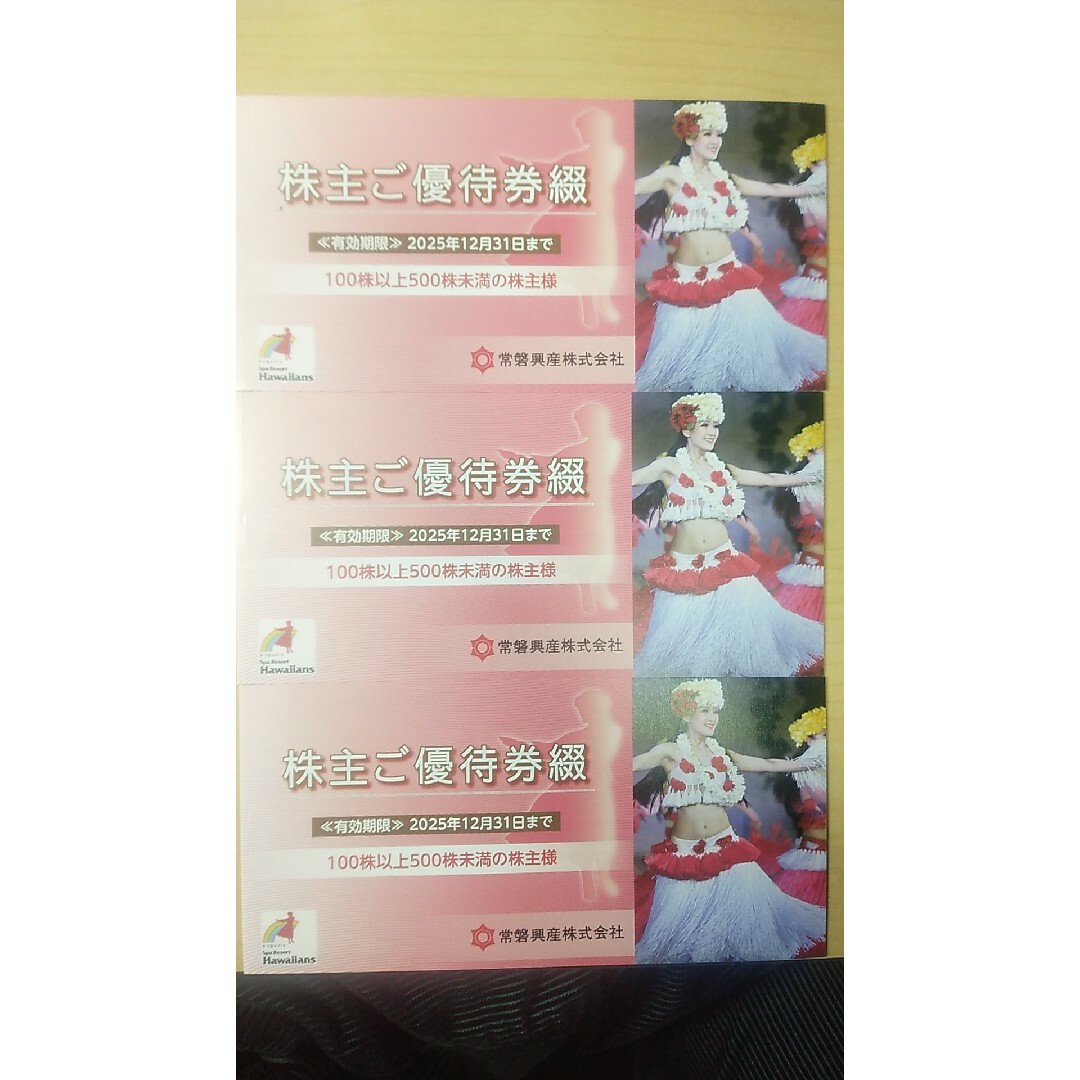 株主ご優待券綴
≪有効期限≫ 2025年12月31日まで
100株以上500株未満の株主様
Spa Resort
Hawaiians
常磐興産株式会社
株主ご優待券綴
≪有効期限≫ 2025年12月31日まで
100株以上500株未満の株主様
Spa Resort
Hawaiians
常磐興産株式会社
株主ご優待券綴
≪有効期限≫ 2025年12月31日まで
100株以上500株未満の株主様
Spa Resort
Hawaiians
常磐興産株式会社